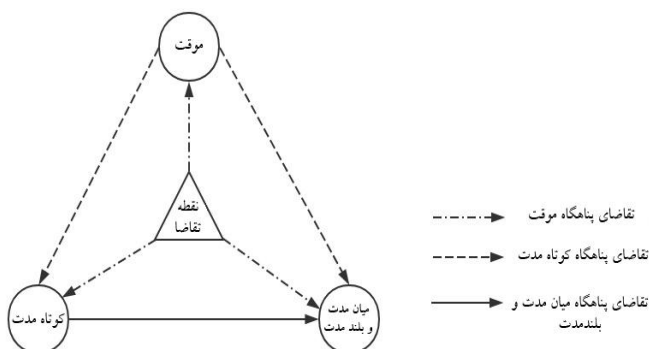 موقت
نقطه
تقاضا
کوتاه مدت
میان مدت
و بلند مدت
تقاضای پناهگاه موقت
تقاضای پناهگاه کوتاه مدت
تقاضای پناهگاه میان مدت و
بلندمدت